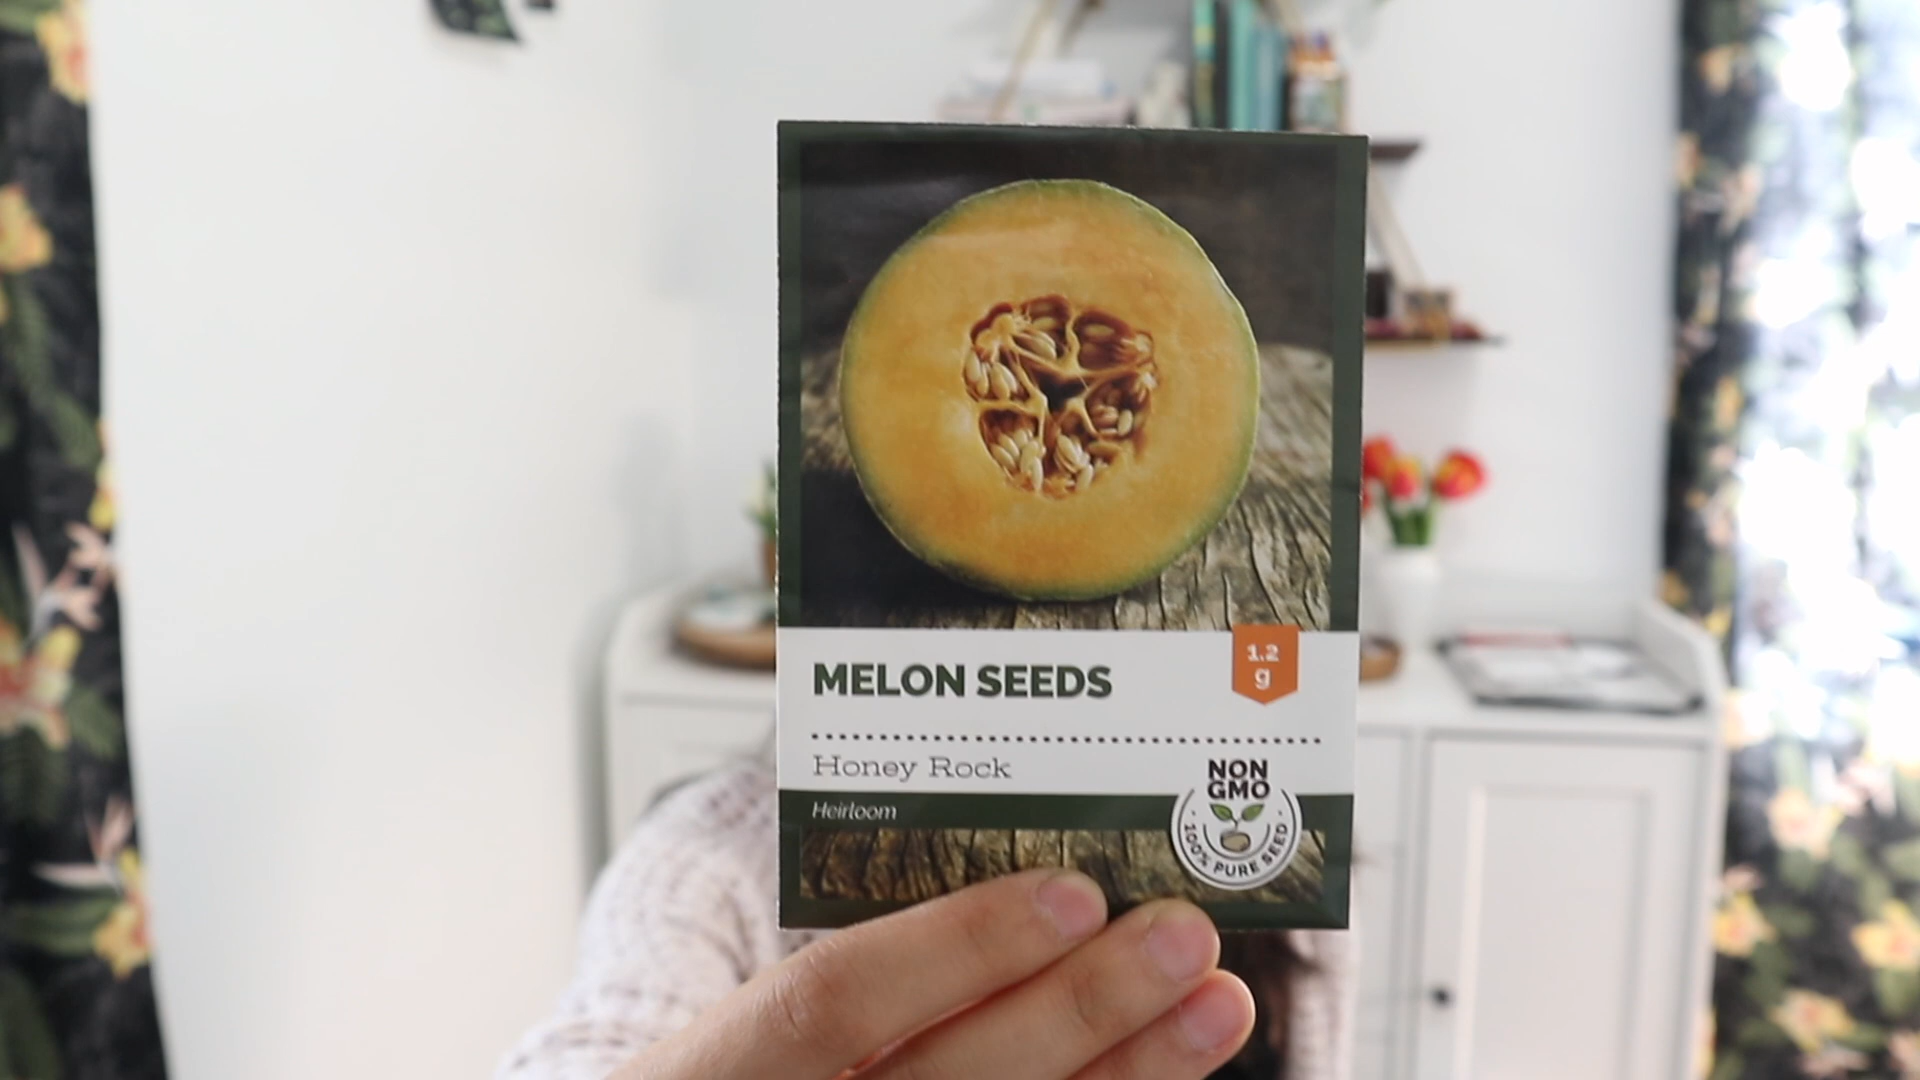 MELON SEEDS
1.2
g
Honey Rock
Heirloom
NON
GMO
100% PURE SEED